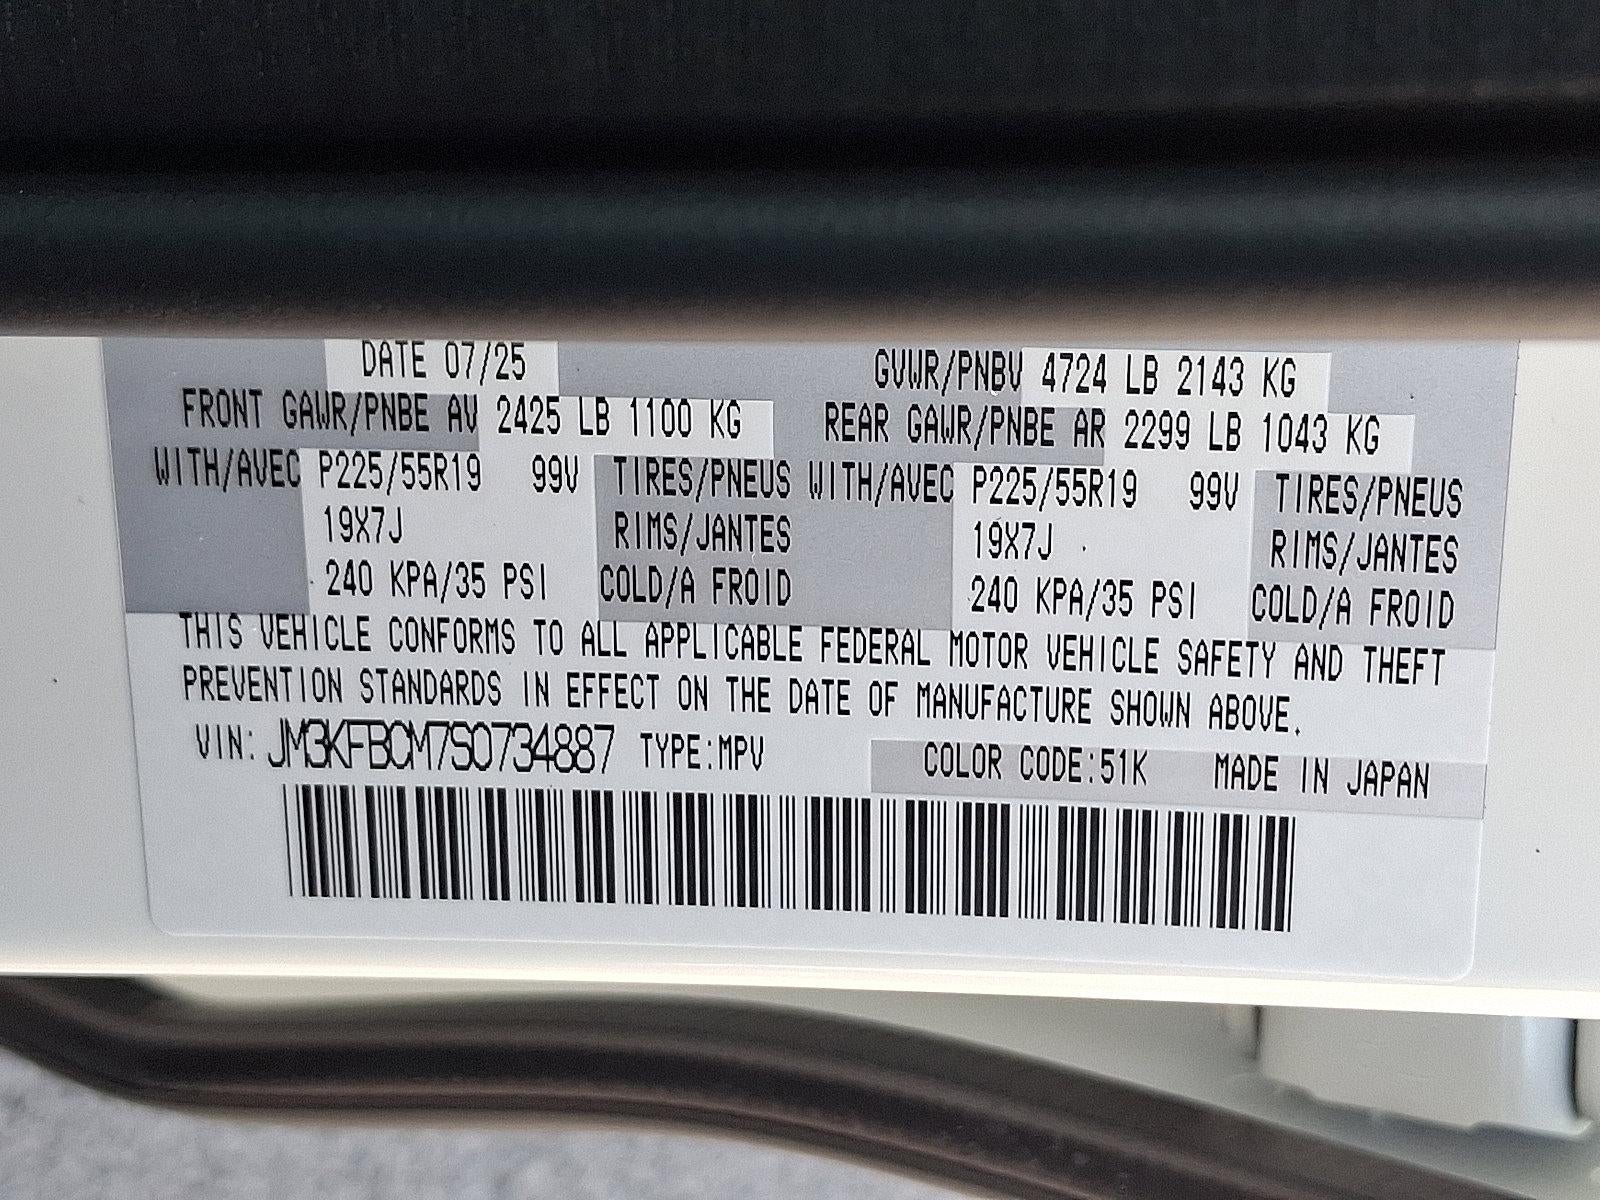 DATE 07/25 GVWR/PNBV 4724 LB 2143 KG
FRONT GAWR/PNBE AV 2425 LB 1100 KG REAR GAWR/PNBE AR 2299 LB 1043 KG
WITH/AVEC P225/55R19 99V TIRES/PNEUS WITH/AVEC P225/55R19 99V TIRES/PNEUS
19X7J RIMS/JANTES 19X7J RIMS/JANTES
240 KPA/35 PSI COLD/A FROID 240 KPA/35 PSI COLD/A FROID
THIS VEHICLE CONFORMS TO ALL APPLICABLE FEDERAL MOTOR VEHICLE SAFETY AND THEFT
PREVENTION STANDARDS IN EFFECT ON THE DATE OF MANUFACTURE SHOWN ABOVE.
VIN: JM3KFBCM7S0734887 TYPE:MPV COLOR CODE:51K MADE IN JAPAN